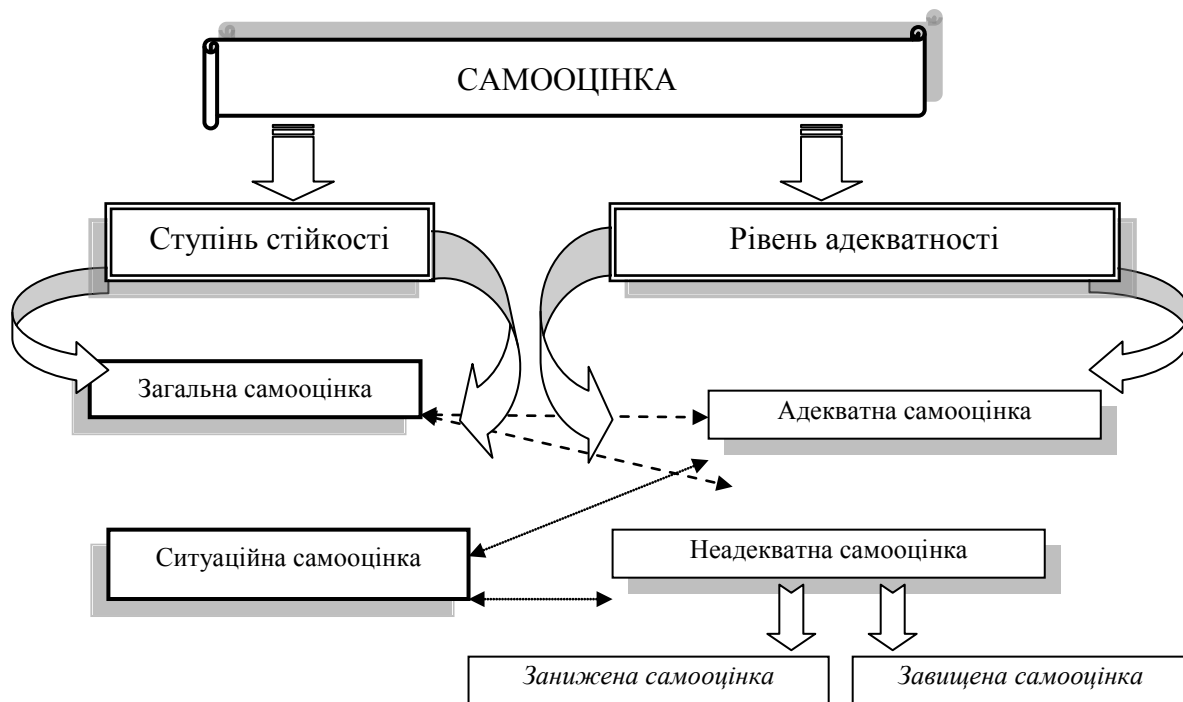 САМООЦІНКА
Ступінь стійкості
Рівень адекватності
Загальна самооцінка
Адекватна самооцінка
Ситуаційна самооцінка
Неадекватна самооцінка
Занижена самооцінка
Завищена самооцінка